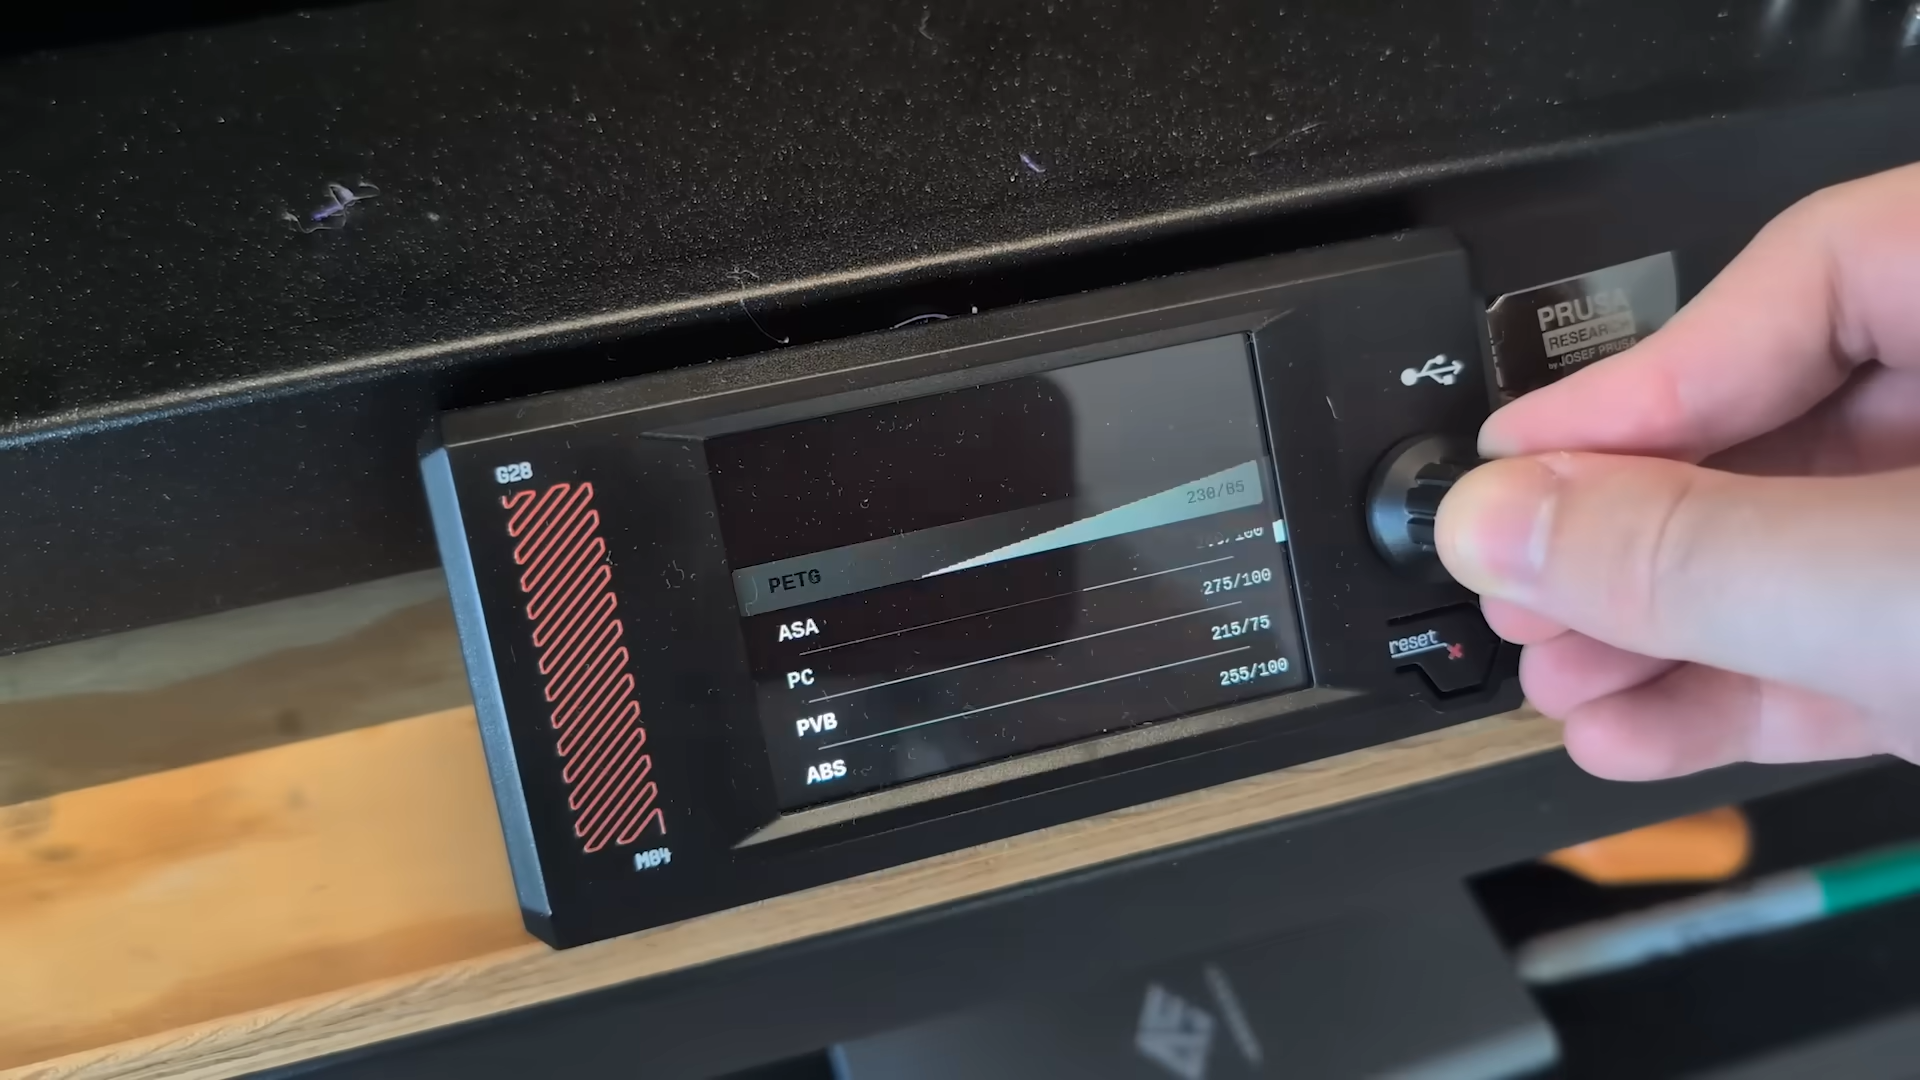 PRUSA
RESEARCH
by JOSEF PRUSA
G28
PETG 230/85
ASA
PC 275/100
PVB 215/75
ABS 255/100
reset
M84